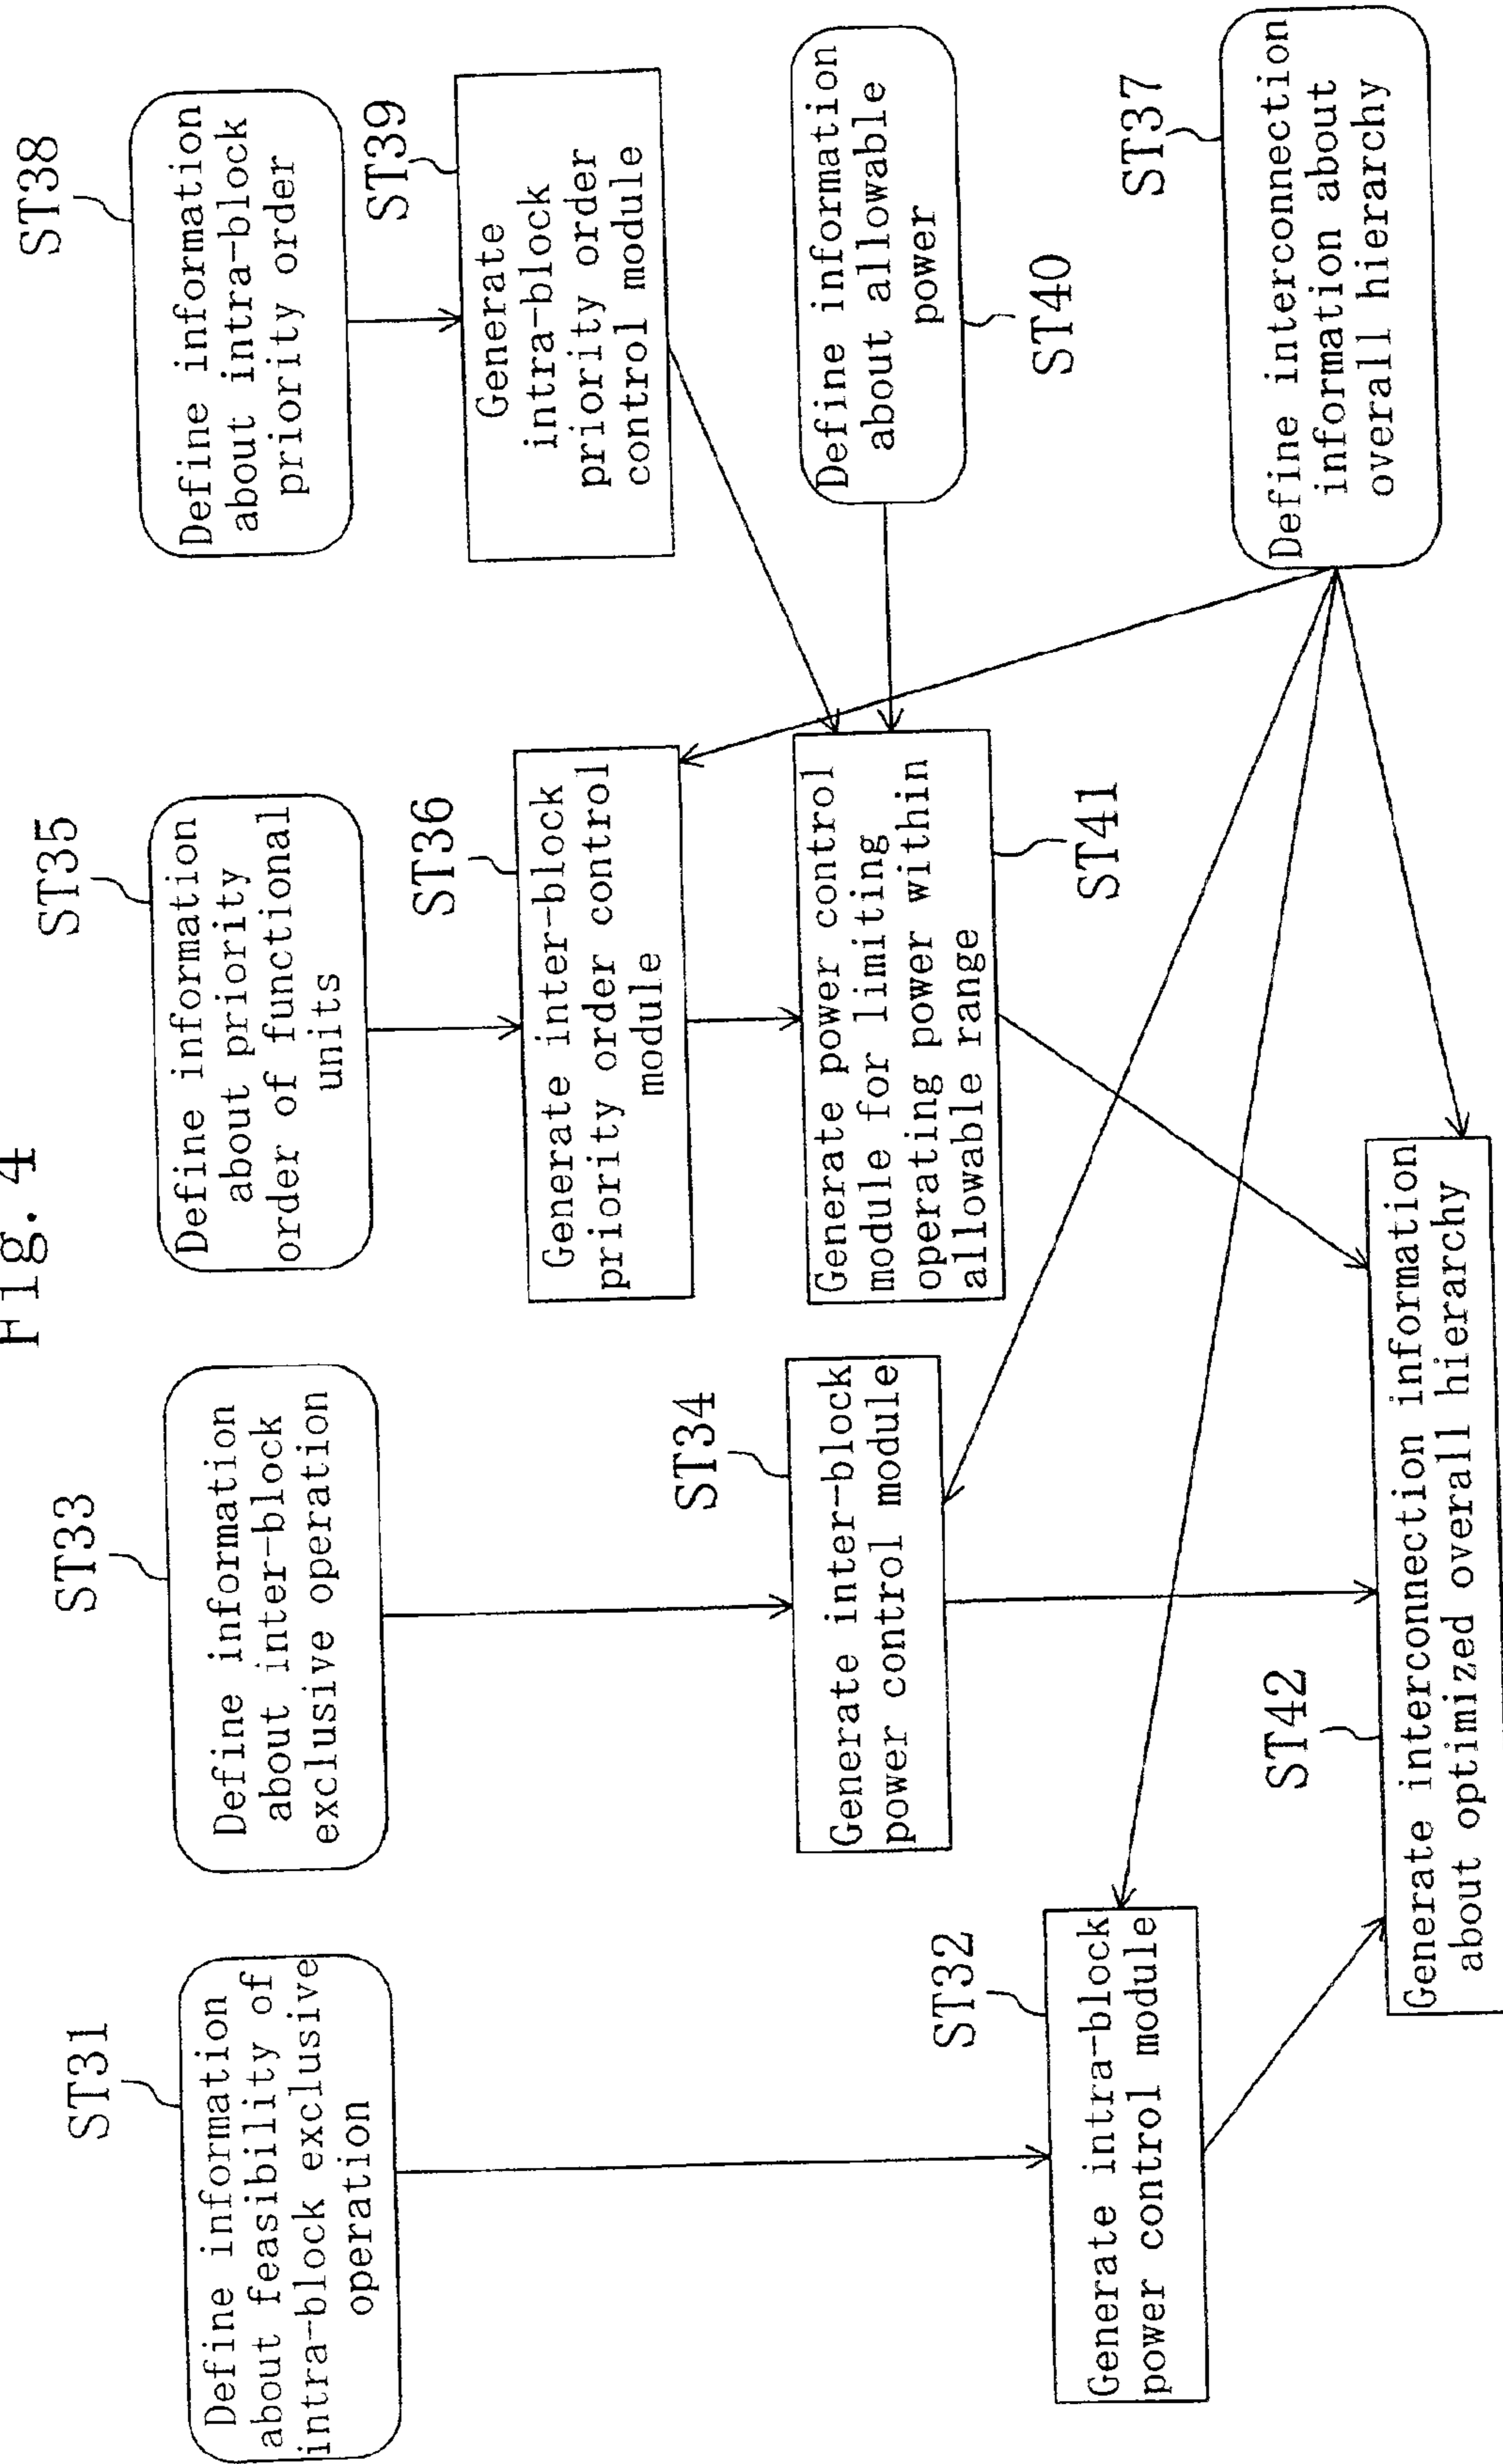 Fig. 4
ST31
Define information
about feasibility of
intra-block exclusive
operation
ST33
Define information
about inter-block
exclusive operation
ST35
Define information
about priority
order of functional
units
ST38
Define information
about intra-block
priority order
ST36
Generate inter-block
priority order control
module
ST39
Generate
intra-block
priority order
control module
ST34
Generate inter-block
power control module
Generate power control
module for limiting
operating power within
allowable range
ST41
Define information
about allowable
power
ST40
ST32
Generate intra-block
power control module
ST37
Define interconnection
information about
overall hierarchy
ST42
Generate interconnection information
about optimized overall hierarchy